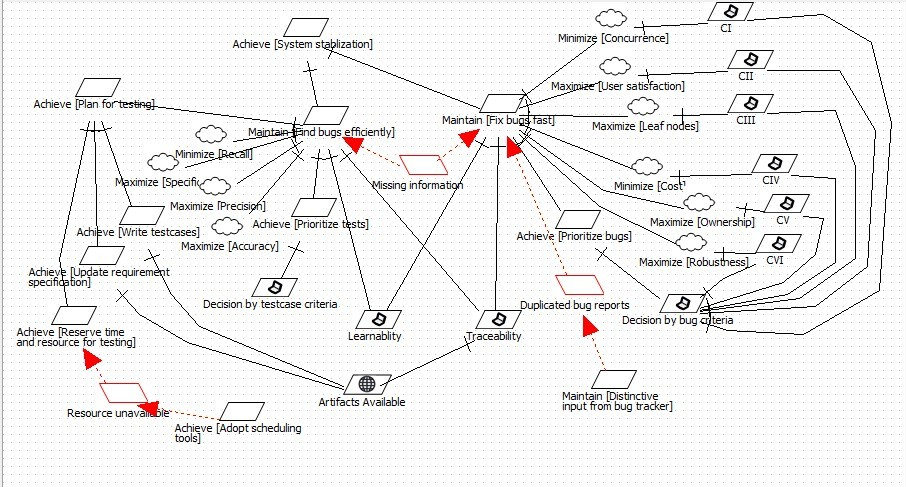 CI
Minimize [Concurrence]
Achieve [System stablization]
CII
Maximize [User satisfaction]
Achieve [Plan for testing]
CIII
Maximize [Leaf nodes]
Maintain [Fix bugs fast]
Maintain [Find bugs efficiently]
Minimize [Recall]
Missing information
Maximize
CIV
Minimize [Cost]
Maximize [Precision]
CV
Maximize [Ownership]
Achieve [Prioritize tests]
Achieve [Write testcases]
Achieve [Prioritize bugs]
Maximize [Accuracy]
CVI
Maximize [Robustness]
Achieve [Update requirement
specification]
Decision by testcase criteria
Duplicated bug reports
Decision by bug criteria
Achieve [Reserve time
and resource for testing]
Learnablity
Traceability
Artifacts Available
Maintain [Distinctive
input from bug tracker]
Resource unavailable
Achieve [Adopt scheduling
tools]